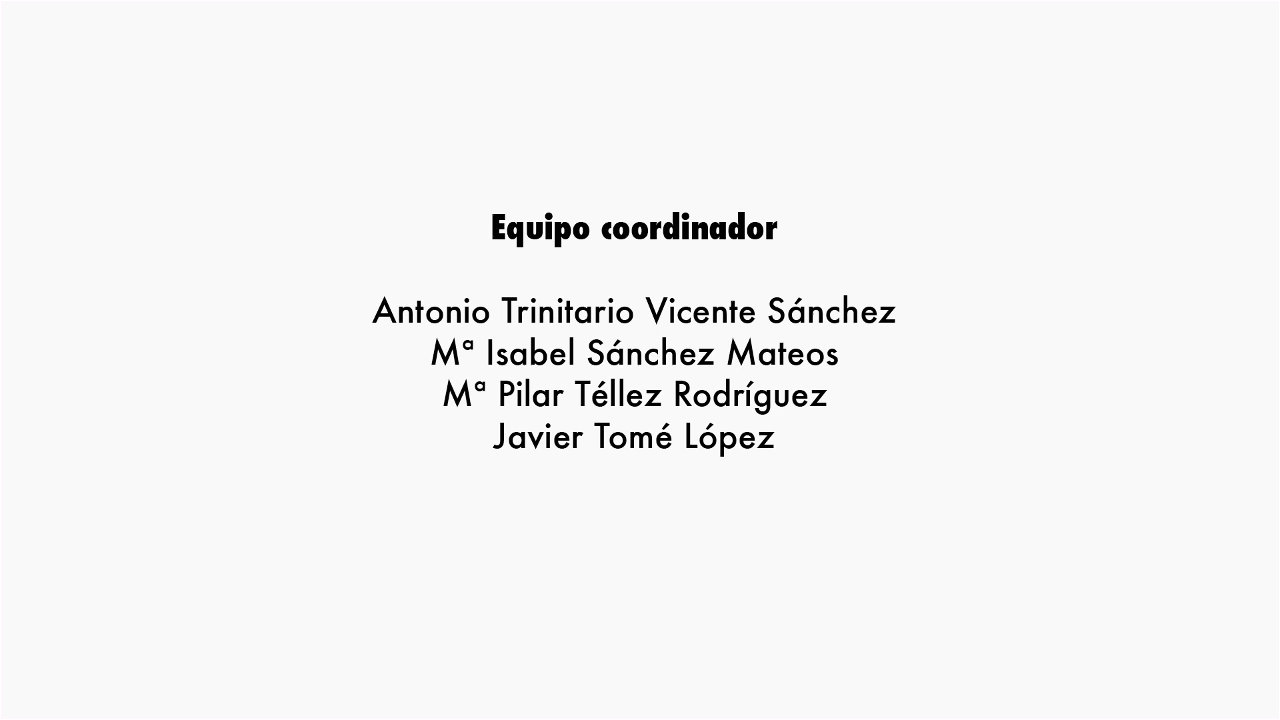 Equipo coordinador
Antonio Trinitario Vicente Sánchez
Mª Isabel Sánchez Mateos
Mª Pilar Téllez Rodríguez
Javier Tomé López